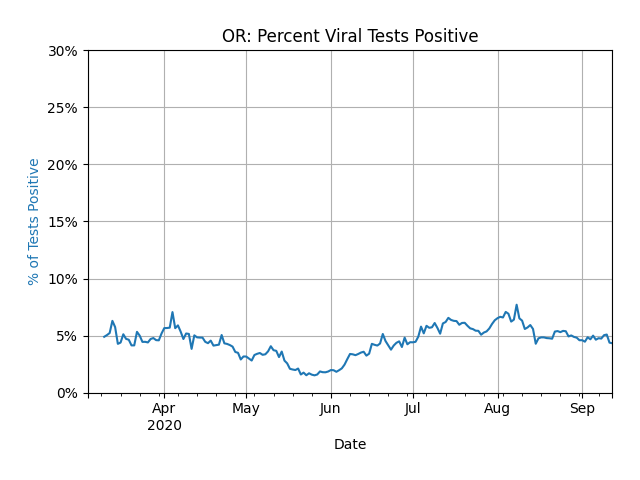 OR: Percent Viral Tests Positive
30%
25%
20%
15%
10%
5%
0%
% of Tests Positive
Apr May Jun Jul Aug Sep
2020
Date